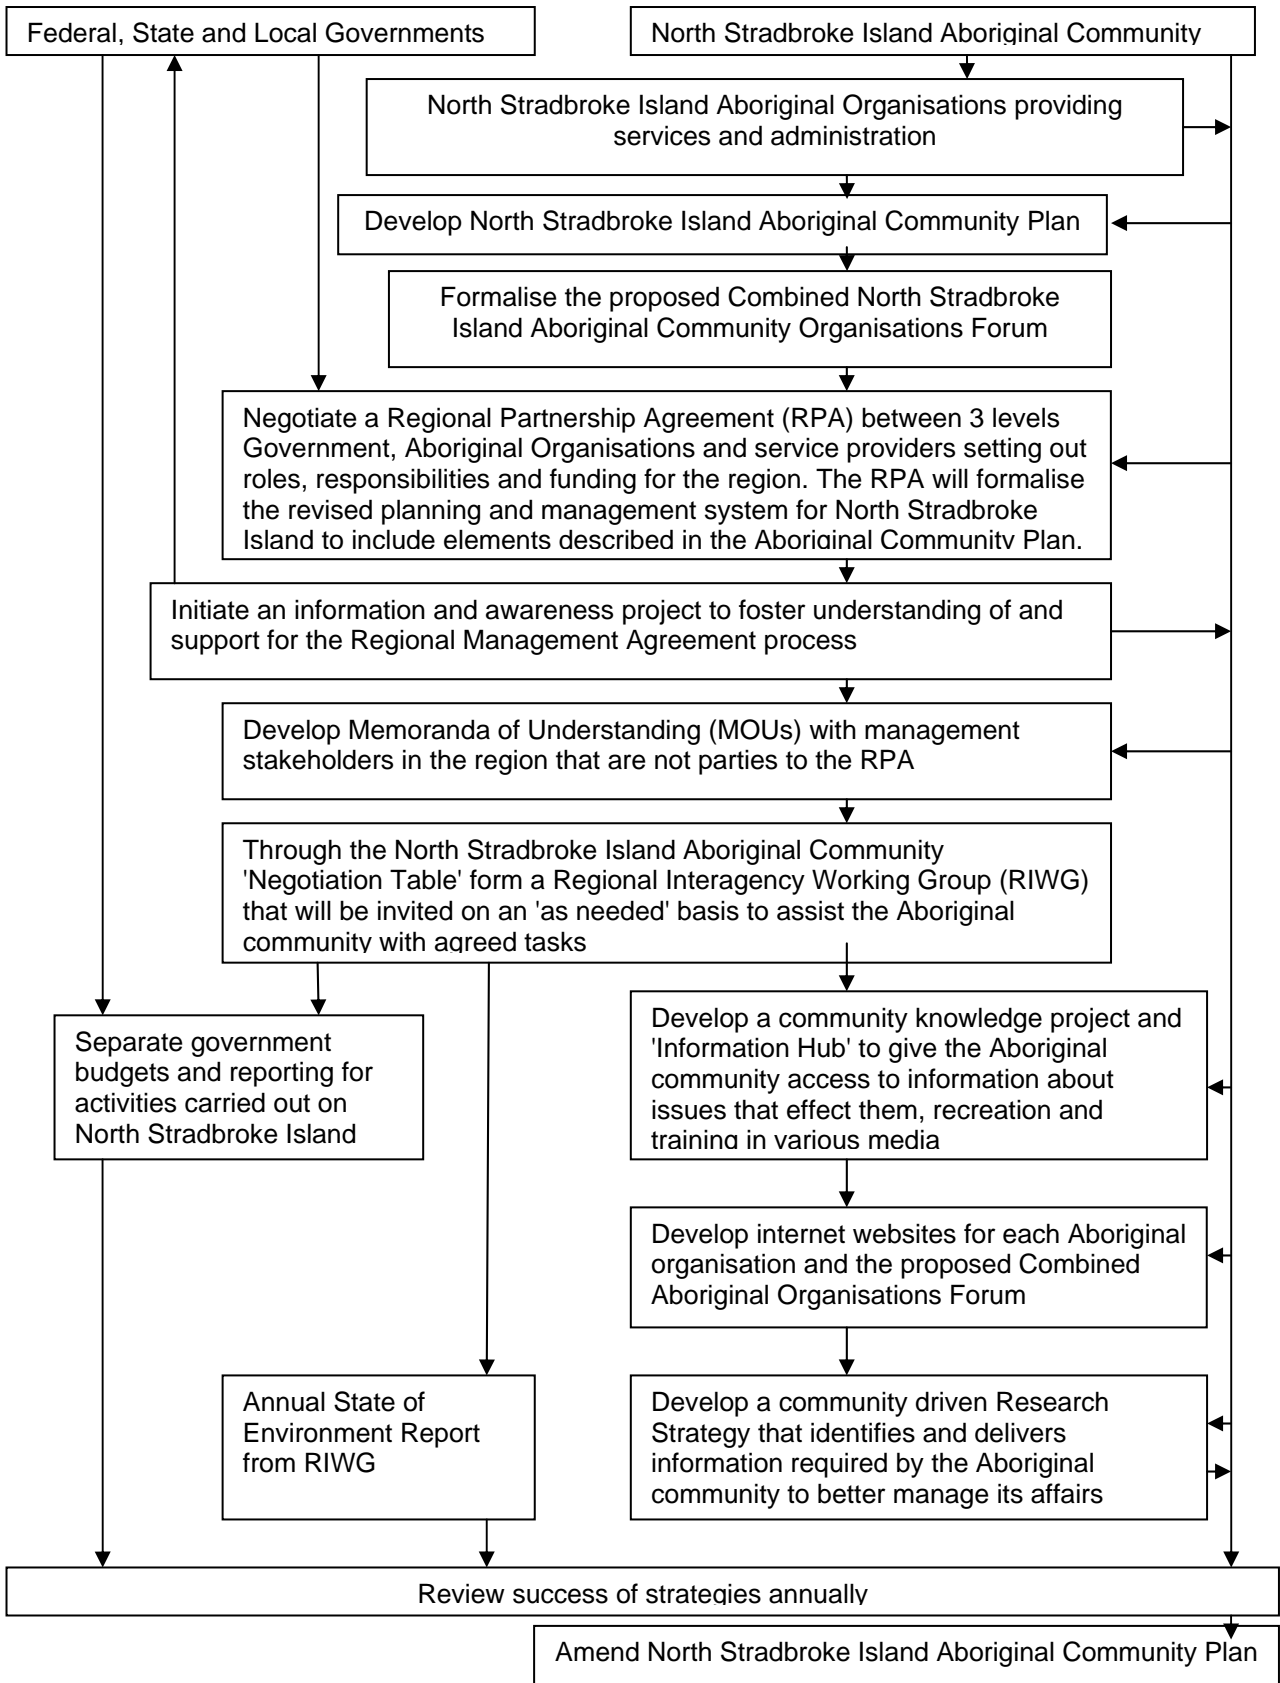 Federal, State and Local Governments
North Stradbroke Island Aboriginal Community
North Stradbroke Island Aboriginal Organisations providing
services and administration
Develop North Stradbroke Island Aboriginal Community Plan
Formalise the proposed Combined North Stradbroke
Island Aboriginal Community Organisations Forum
Negotiate a Regional Partnership Agreement (RPA) between 3 levels
Government, Aboriginal Organisations and service providers setting out
roles, responsibilities and funding for the region. The RPA will formalise
the revised planning and management system for North Stradbroke
Island to include elements described in the Aboriginal Community Plan.
Initiate an information and awareness project to foster understanding of and
support for the Regional Management Agreement process
Develop Memoranda of Understanding (MOUs) with management
stakeholders in the region that are not parties to the RPA
Through the North Stradbroke Island Aboriginal Community
'Negotiation Table' form a Regional Interagency Working Group (RIWG)
that will be invited on an 'as needed' basis to assist the Aboriginal
community with agreed tasks
Separate government
budgets and reporting for
activities carried out on
North Stradbroke Island
Develop a community knowledge project and
'Information Hub' to give the Aboriginal
community access to information about
issues that effect them, recreation and
training in various media
Develop internet websites for each Aboriginal
organisation and the proposed Combined
Aboriginal Organisations Forum
Annual State of
Environment Report
from RIWG
Develop a community driven Research
Strategy that identifies and delivers
information required by the Aboriginal
community to better manage its affairs
Review success of strategies annually
Amend North Stradbroke Island Aboriginal Community Plan